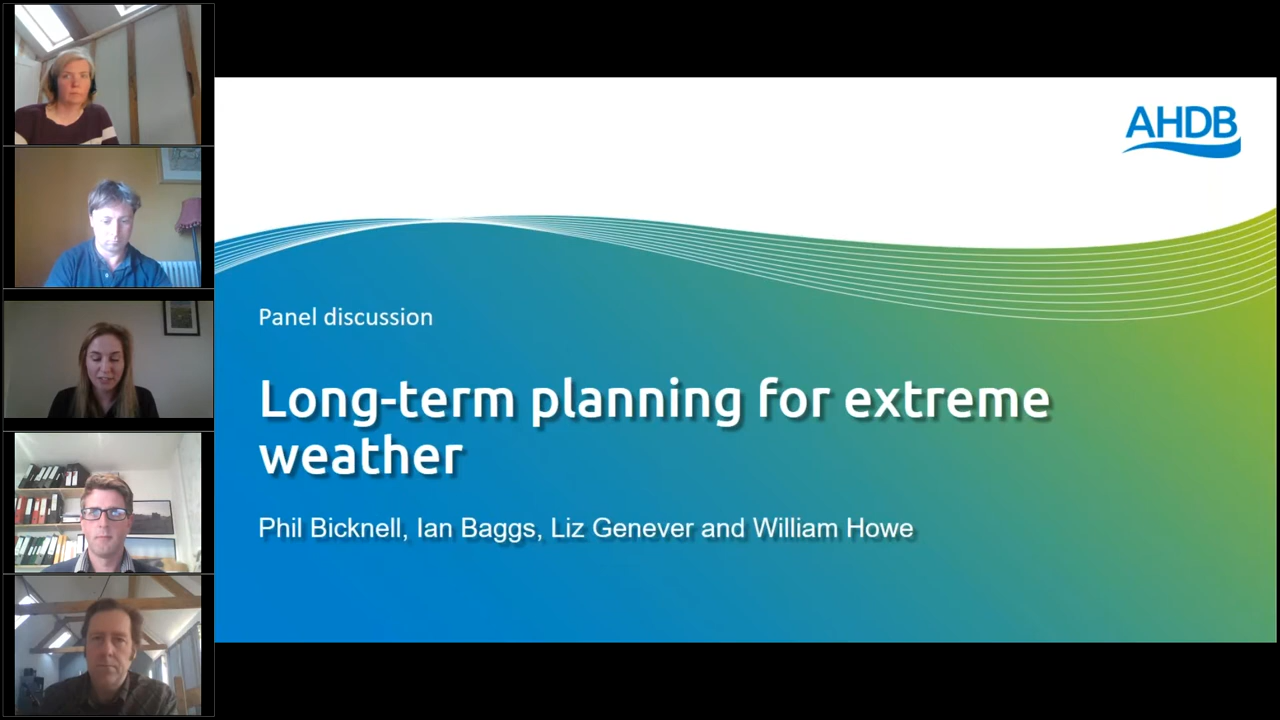 AHDB
Panel discussion
Long-term planning for extreme
weather
Phil Bicknell, Ian Baggs, Liz Genever and William Howe